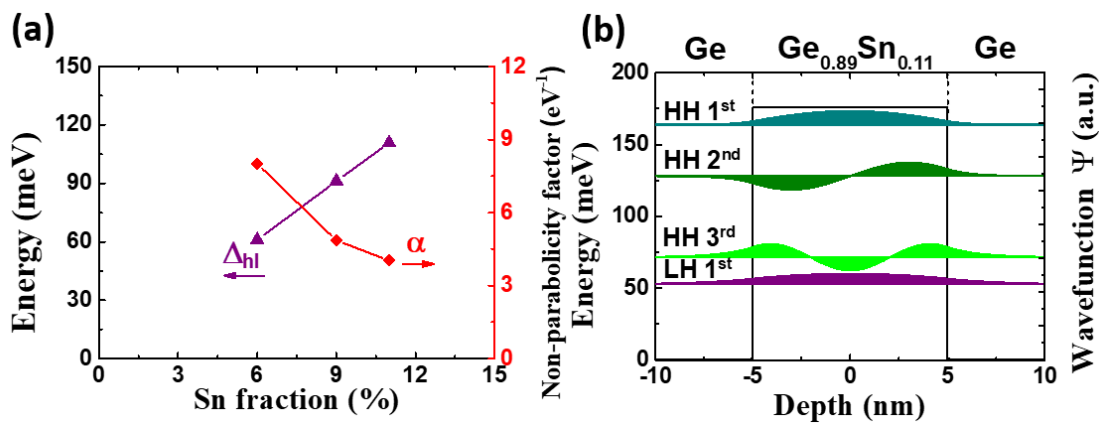 (a)
150
120
90
60
30
0
Energy (meV)
0
3
6
9
12
15
Sn fraction (%)
12
9
6
3
0
Non-parabolicity factor (eV⁻¹)
Δhl
α
(b)
Ge
Ge0.89Sn0.11
Ge
200
150
100
50
0
Energy (meV)
HH 1st
HH 2nd
HH 3rd
LH 1st
-10
-5
0
5
10
Depth (nm)
Wavefunction Ψ (a.u.)